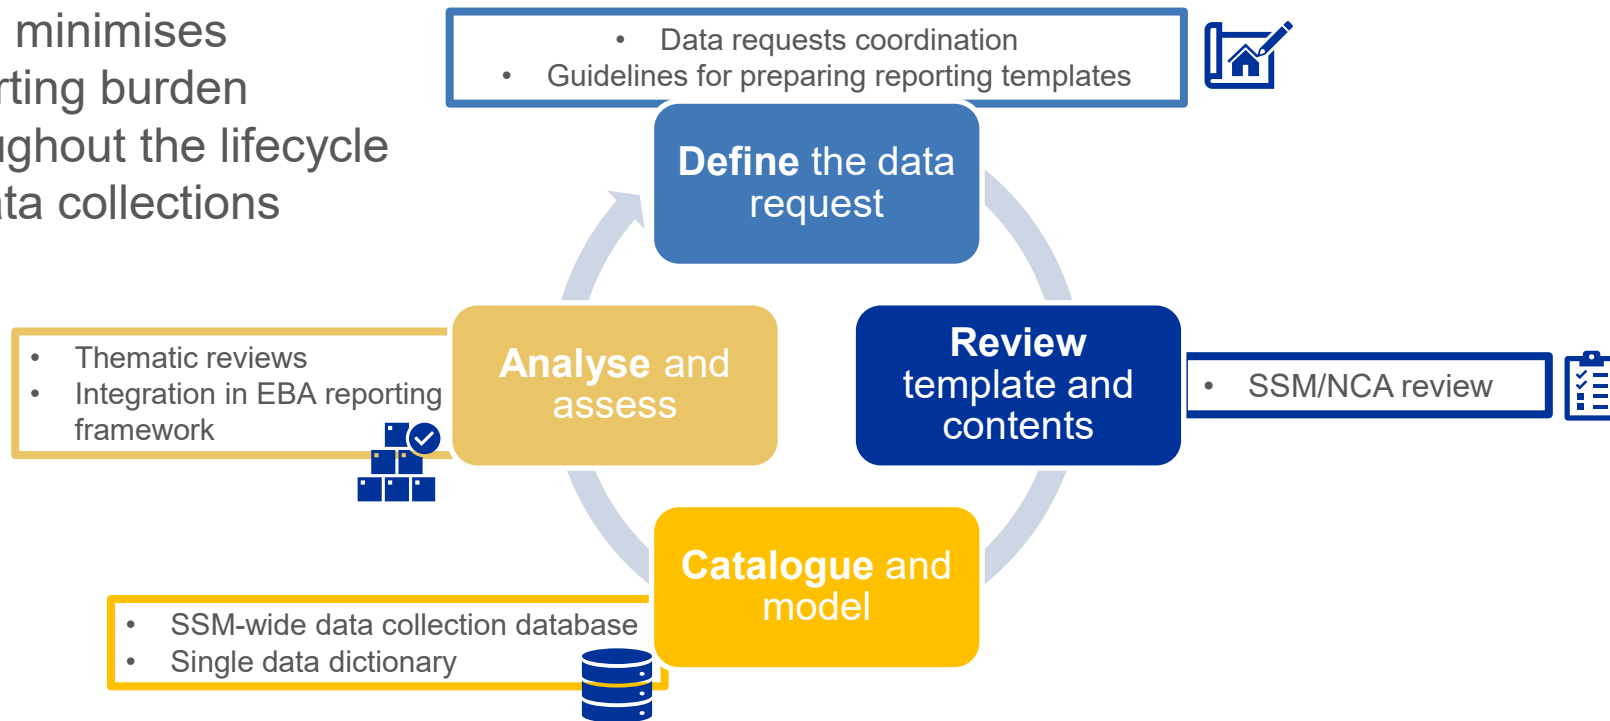 minimises
rting burden
ughout the lifecycle
ata collections
• Data requests coordination
• Guidelines for preparing reporting templates
Define the data
request
Review
template and
contents
• SSM/NCA review
Catalogue and
model
• SSM-wide data collection database
• Single data dictionary
Analyse and
assess
• Thematic reviews
• Integration in EBA reporting
framework